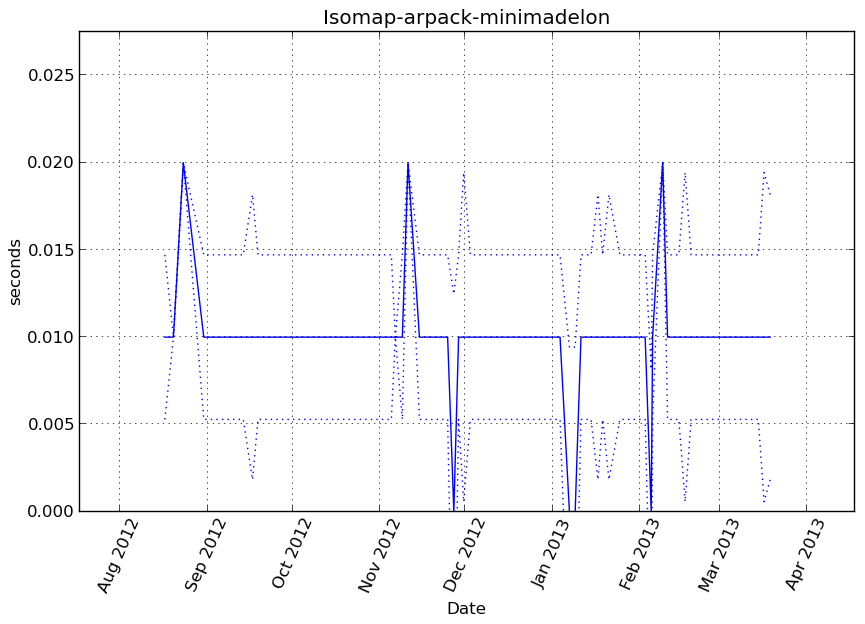 Isomap-arpack-minimadelon
0.025
0.020
0.015
0.010
0.005
0.000
seconds
Aug 2012
Sep 2012
Oct 2012
Nov 2012
Dec 2012
Jan 2013
Feb 2013
Mar 2013
Apr 2013
Date